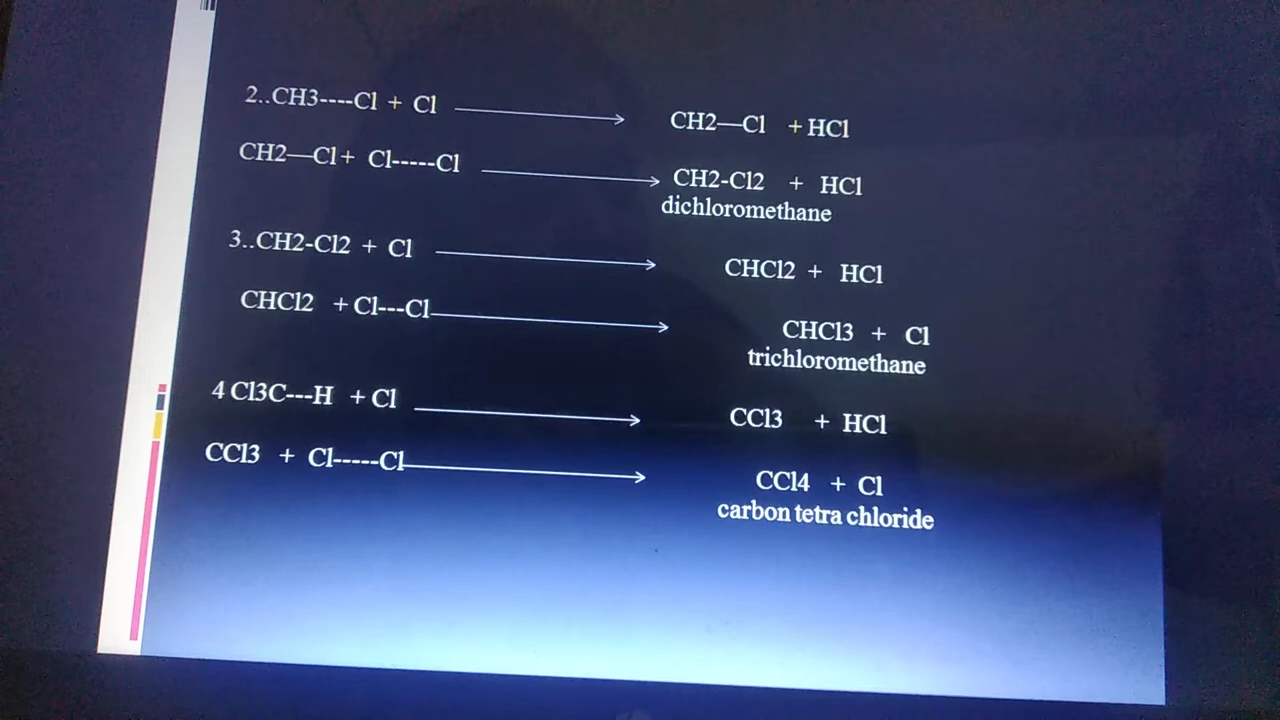 2..CH3----Cl + Cl ⟶ CH2—Cl + HCl
CH2—Cl + Cl-----Cl ⟶ CH2-Cl2 + HCl
dichloromethane
3..CH2-Cl2 + Cl ⟶ CHCl2 + HCl
CHCl2 + Cl---Cl ⟶ CHCl3 + Cl
trichloromethane
4 Cl3C---H + Cl ⟶ CCl3 + HCl
CCl3 + Cl-----Cl ⟶ CCl4 + Cl
carbon tetra chloride